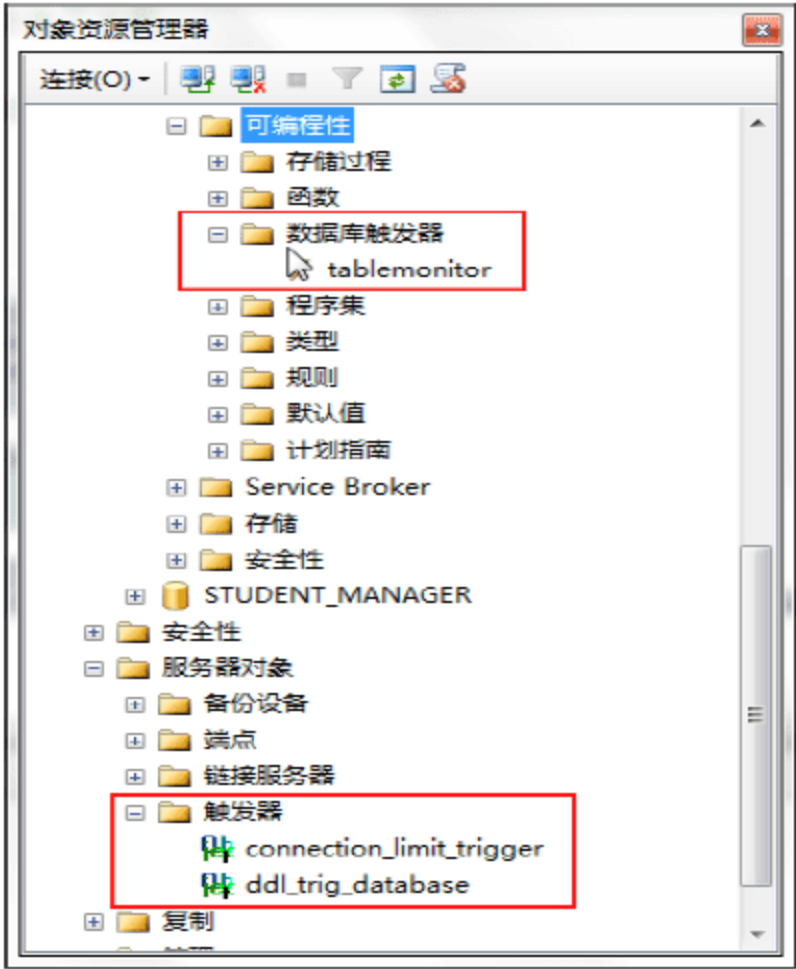 对象资源管理器
连接(O)
可编程性
存储过程
函数
数据库触发器
tablemonitor
程序集
类型
规则
默认值
计划指南
Service Broker
存储
安全性
STUDENT_MANAGER
安全性
服务器对象
备份设备
端点
链接服务器
触发器
connection_limit_trigger
ddl_trig_database
复制